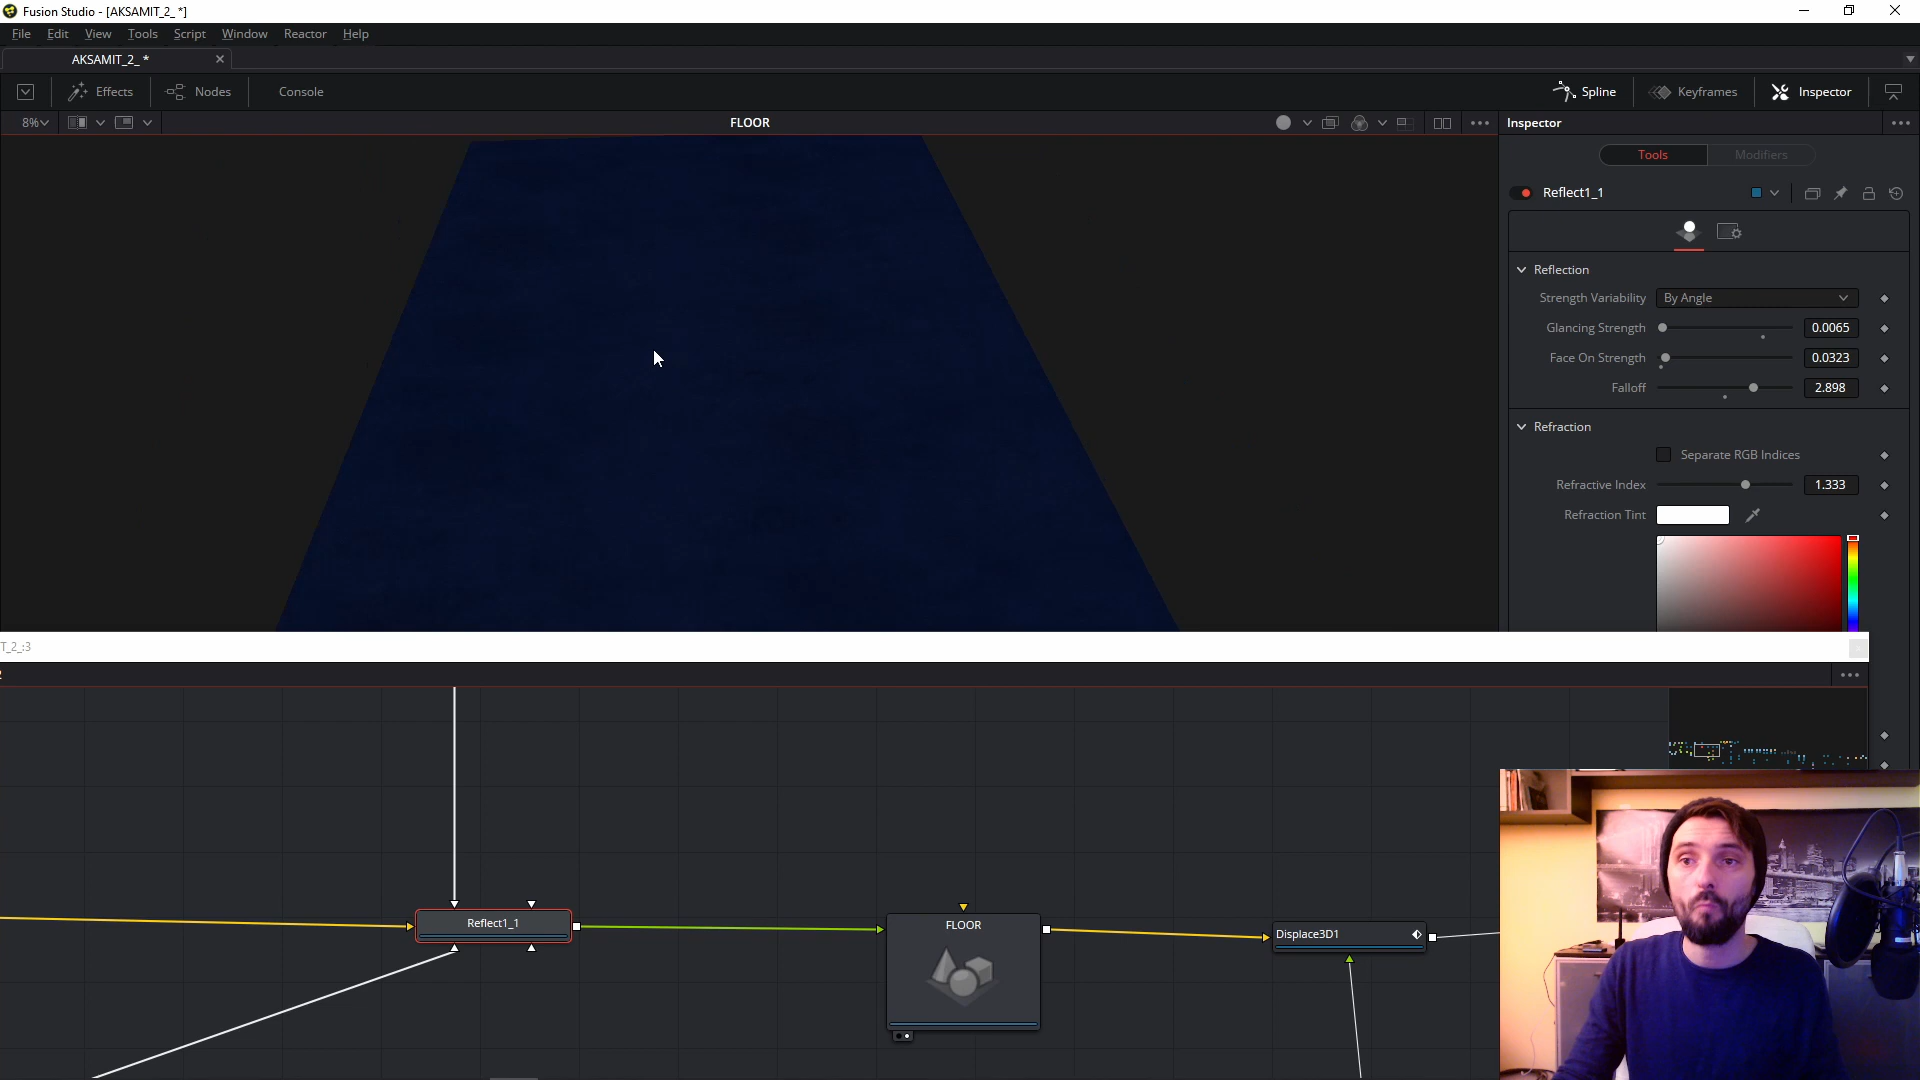 Fusion Studio - [AKSAMIT_2_ *]
File Edit View Tools Script Window Reactor Help
AKSAMIT_2_ *
Effects Nodes Console Spline Keyframes Inspector
8% FLOOR Inspector
Tools Modifiers
Reflect1_1
Reflection
Strength Variability By Angle
Glancing Strength 0.0065
Face On Strength 0.0323
Falloff 2.898
Refraction
Separate RGB Indices
Refractive Index 1.333
Refraction Tint
T_2_:3
Reflect1_1
FLOOR
Displace3D1